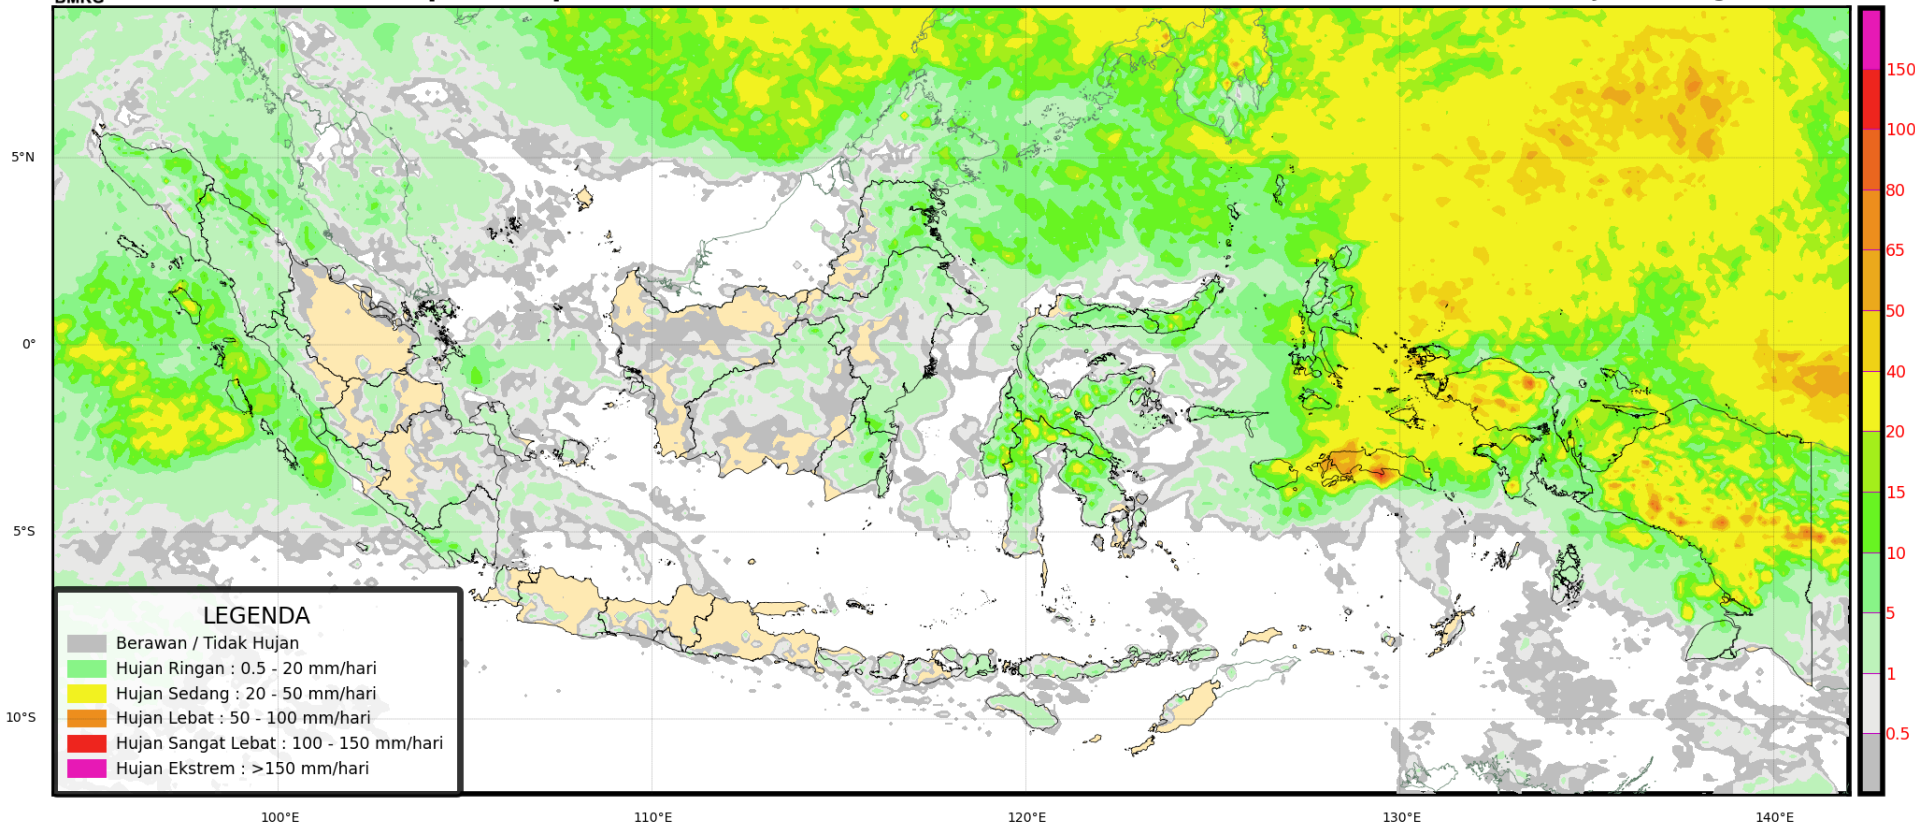 BMKG
5°N
0°
5°S
10°S
100°E
110°E
120°E
130°E
140°E
LEGENDA
Berawan / Tidak Hujan
Hujan Ringan : 0.5 - 20 mm/hari
Hujan Sedang : 20 - 50 mm/hari
Hujan Lebat : 50 - 100 mm/hari
Hujan Sangat Lebat : 100 - 150 mm/hari
Hujan Ekstrem : >150 mm/hari
150
100
80
65
50
40
20
15
10
5
1
0.5